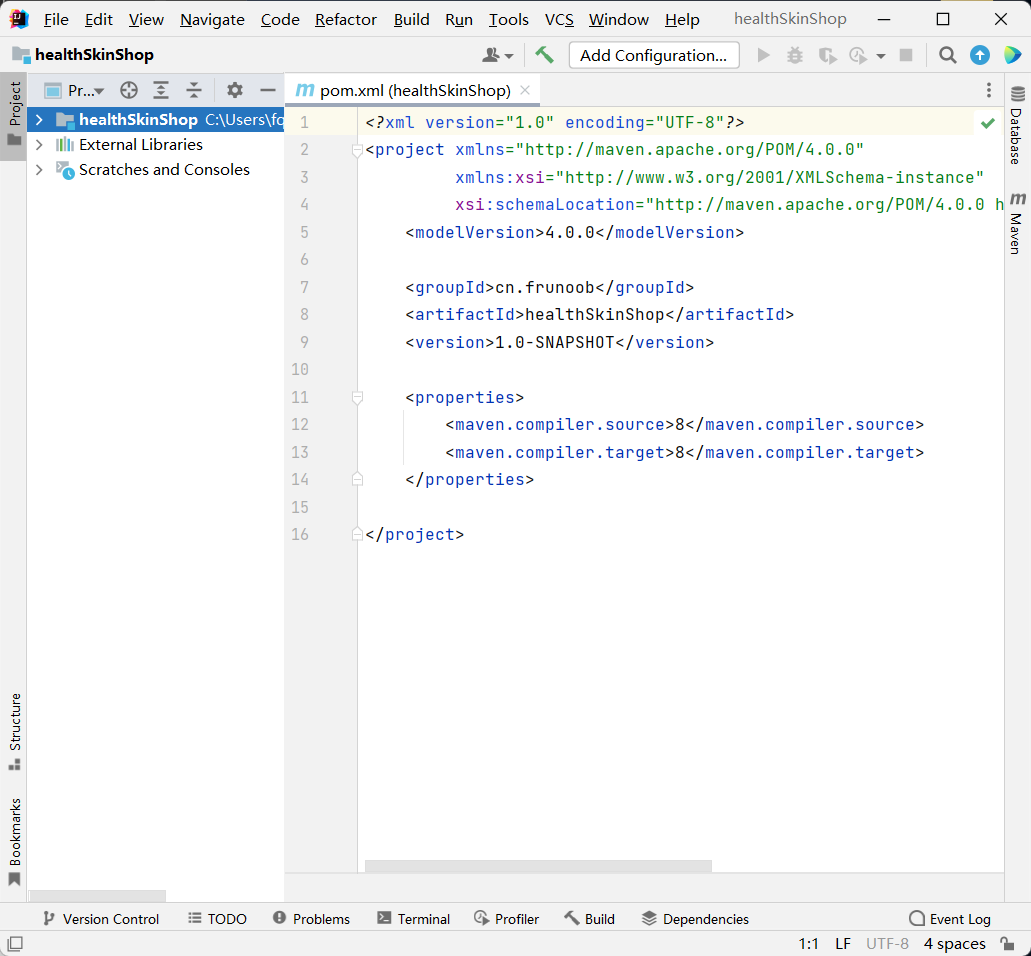 File Edit View Navigate Code Refactor Build Run Tools VCS Window Help healthSkinShop
healthSkinShop
Add Configuration...
Project
Pr...
pom.xml (healthSkinShop)
healthSkinShop C:\Users\fq
External Libraries
Scratches and Consoles
1 <?xml version="1.0" encoding="UTF-8"?>
2 <project xmlns="http://maven.apache.org/POM/4.0.0"
3 xmlns:xsi="http://www.w3.org/2001/XMLSchema-instance"
4 xsi:schemaLocation="http://maven.apache.org/POM/4.0.0 h
5 <modelVersion>4.0.0</modelVersion>
6
7 <groupId>cn.frunoob</groupId>
8 <artifactId>healthSkinShop</artifactId>
9 <version>1.0-SNAPSHOT</version>
10
11 <properties>
12 <maven.compiler.source>8</maven.compiler.source>
13 <maven.compiler.target>8</maven.compiler.target>
14 </properties>
15
16 </project>
Database
m Maven
Structure
Bookmarks
Version Control TODO Problems Terminal Profiler Build Dependencies Event Log
1:1 LF UTF-8 4 spaces